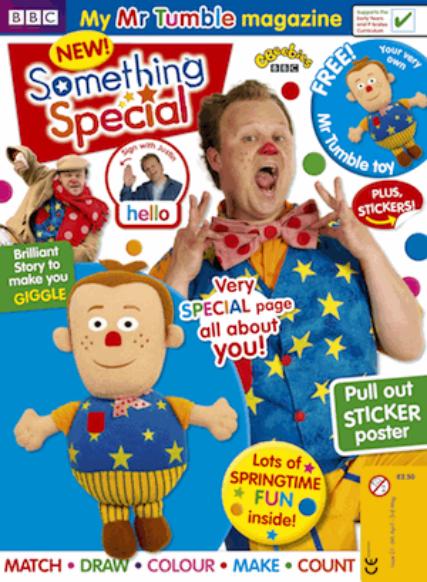 BBC
My Mr Tumble magazine
Supports the
Early Years
and P Scales
Curriculum
NEW!
Something
Special
CBeebies
BBC
FREE!
Your very
own
Mr Tumble toy
Sign with Justin
hello
PLUS,
STICKERS!
Brilliant
Story to
make you
GIGGLE
Very
SPECIAL page
all about
you!
Pull out
STICKER
poster
Lots of
SPRINGTIME
FUN
inside!
£2.50
CE
MATCH • DRAW • COLOUR • MAKE • COUNT